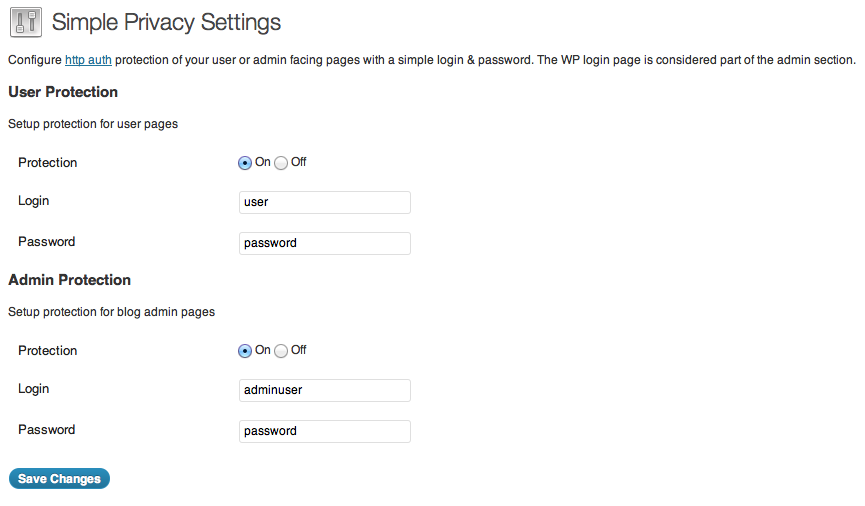 Simple Privacy Settings
Configure http auth protection of your user or admin facing pages with a simple login & password. The WP login page is considered part of the admin section.
User Protection
Setup protection for user pages
Protection On Off
Login user
Password password
Admin Protection
Setup protection for blog admin pages
Protection On Off
Login adminuser
Password password
Save Changes